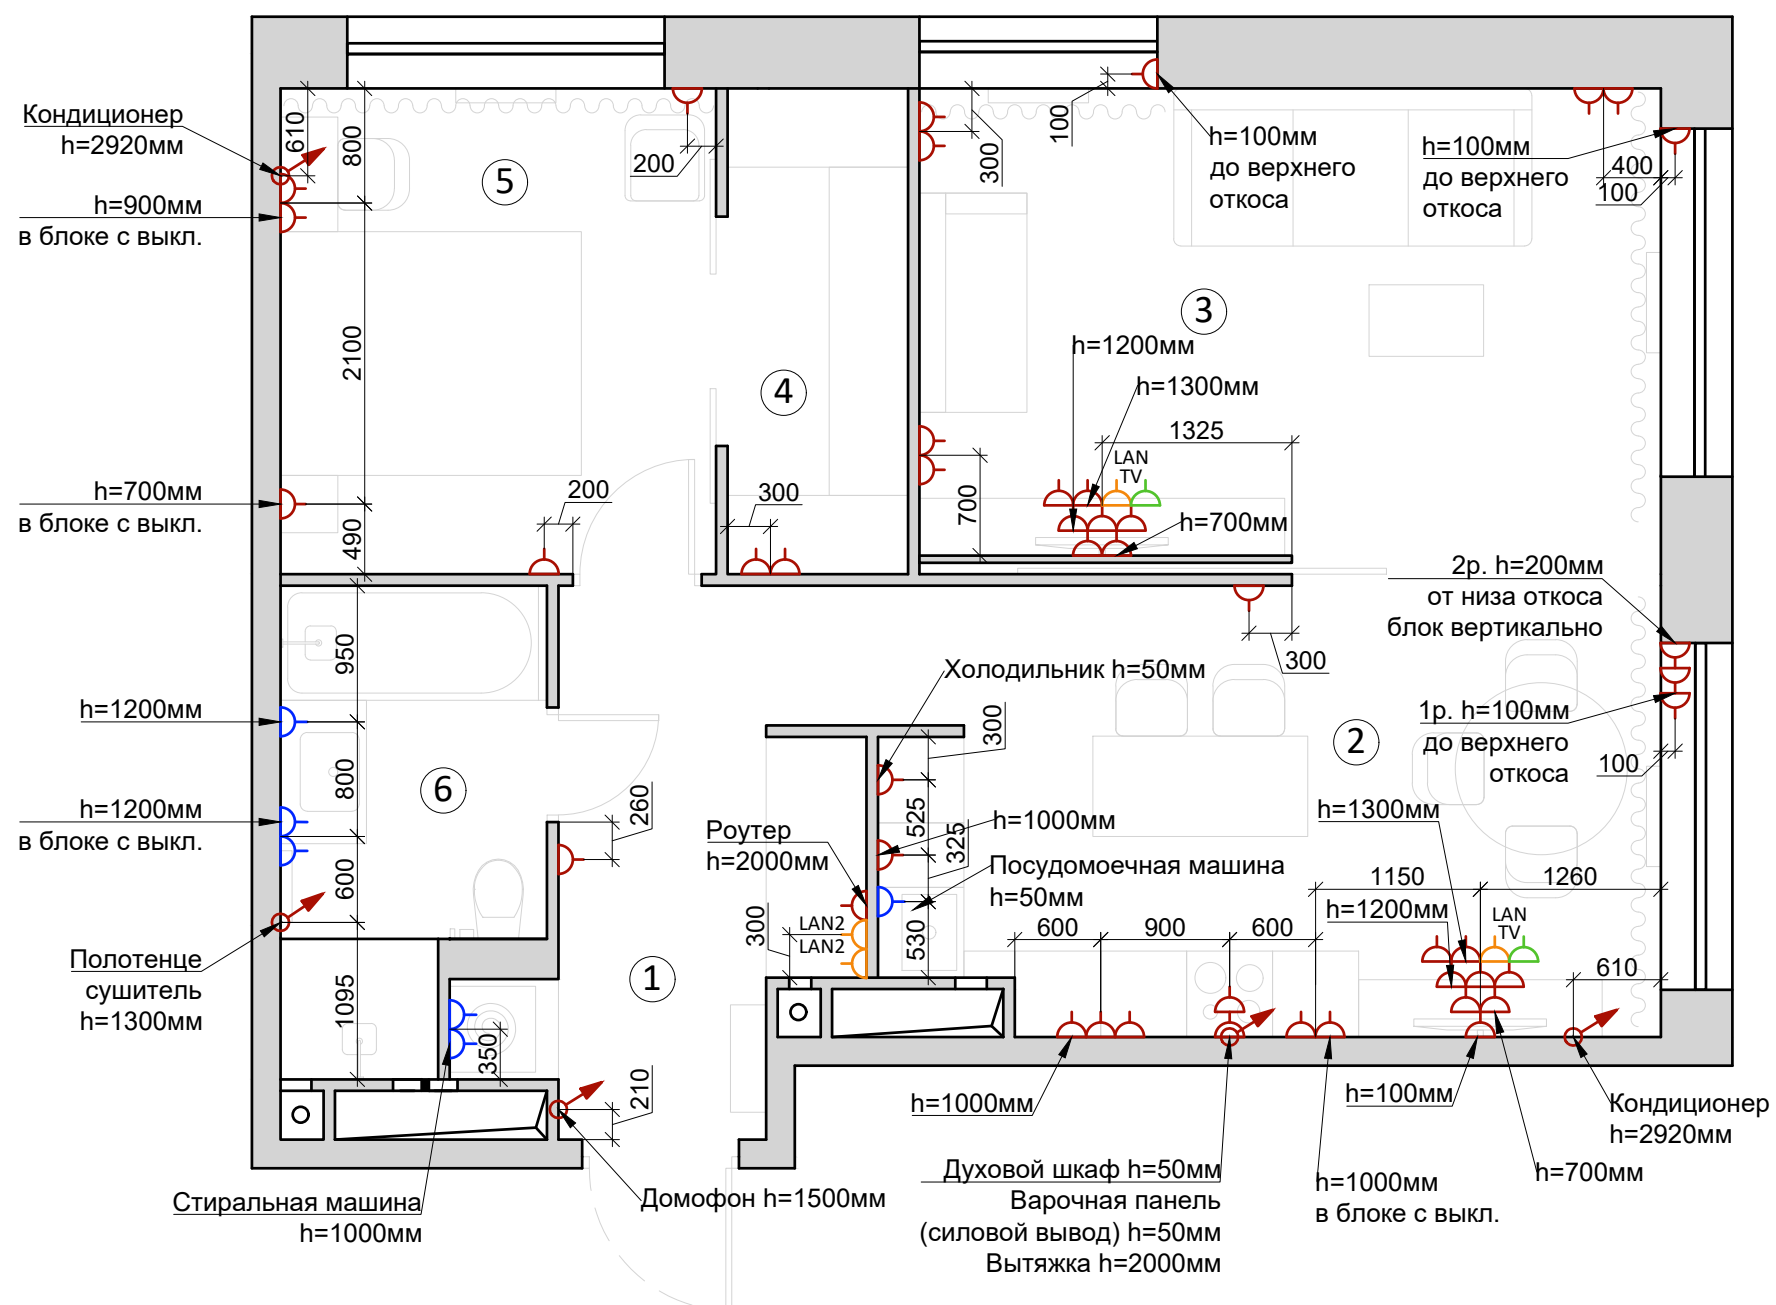 Кондиционер
h=2920мм
h=900мм
в блоке с выкл.
h=700мм
в блоке с выкл.
h=1200мм
h=1200мм
в блоке с выкл.
Полотенце
сушитель
h=1300мм
Стиральная машина
h=1000мм
610
800
2100
490
200
5
200
300
4
950
800
600
1095
6
260
350
210
1
Домофон h=1500мм
300
100
h=100мм
до верхнего
откоса
h=100мм
до верхнего
откоса
400
100
3
h=1200мм
h=1300мм
1325
LAN
TV
700
h=700мм
2р. h=200мм
от низа откоса
блок вертикально
300
Холодильник h=50мм
300
2
1р. h=100мм
до верхнего
откоса
100
525
325
h=1000мм
Роутер
h=2000мм
Посудомоечная машина
h=50мм
LAN2
LAN2
300
530
h=1300мм
1150
1260
h=1200мм
LAN
TV
600
900
600
610
h=1000мм
h=100мм
Кондиционер
h=2920мм
h=700мм
h=1000мм
в блоке с выкл.
Духовой шкаф h=50мм
Варочная панель
(силовой вывод) h=50мм
Вытяжка h=2000мм